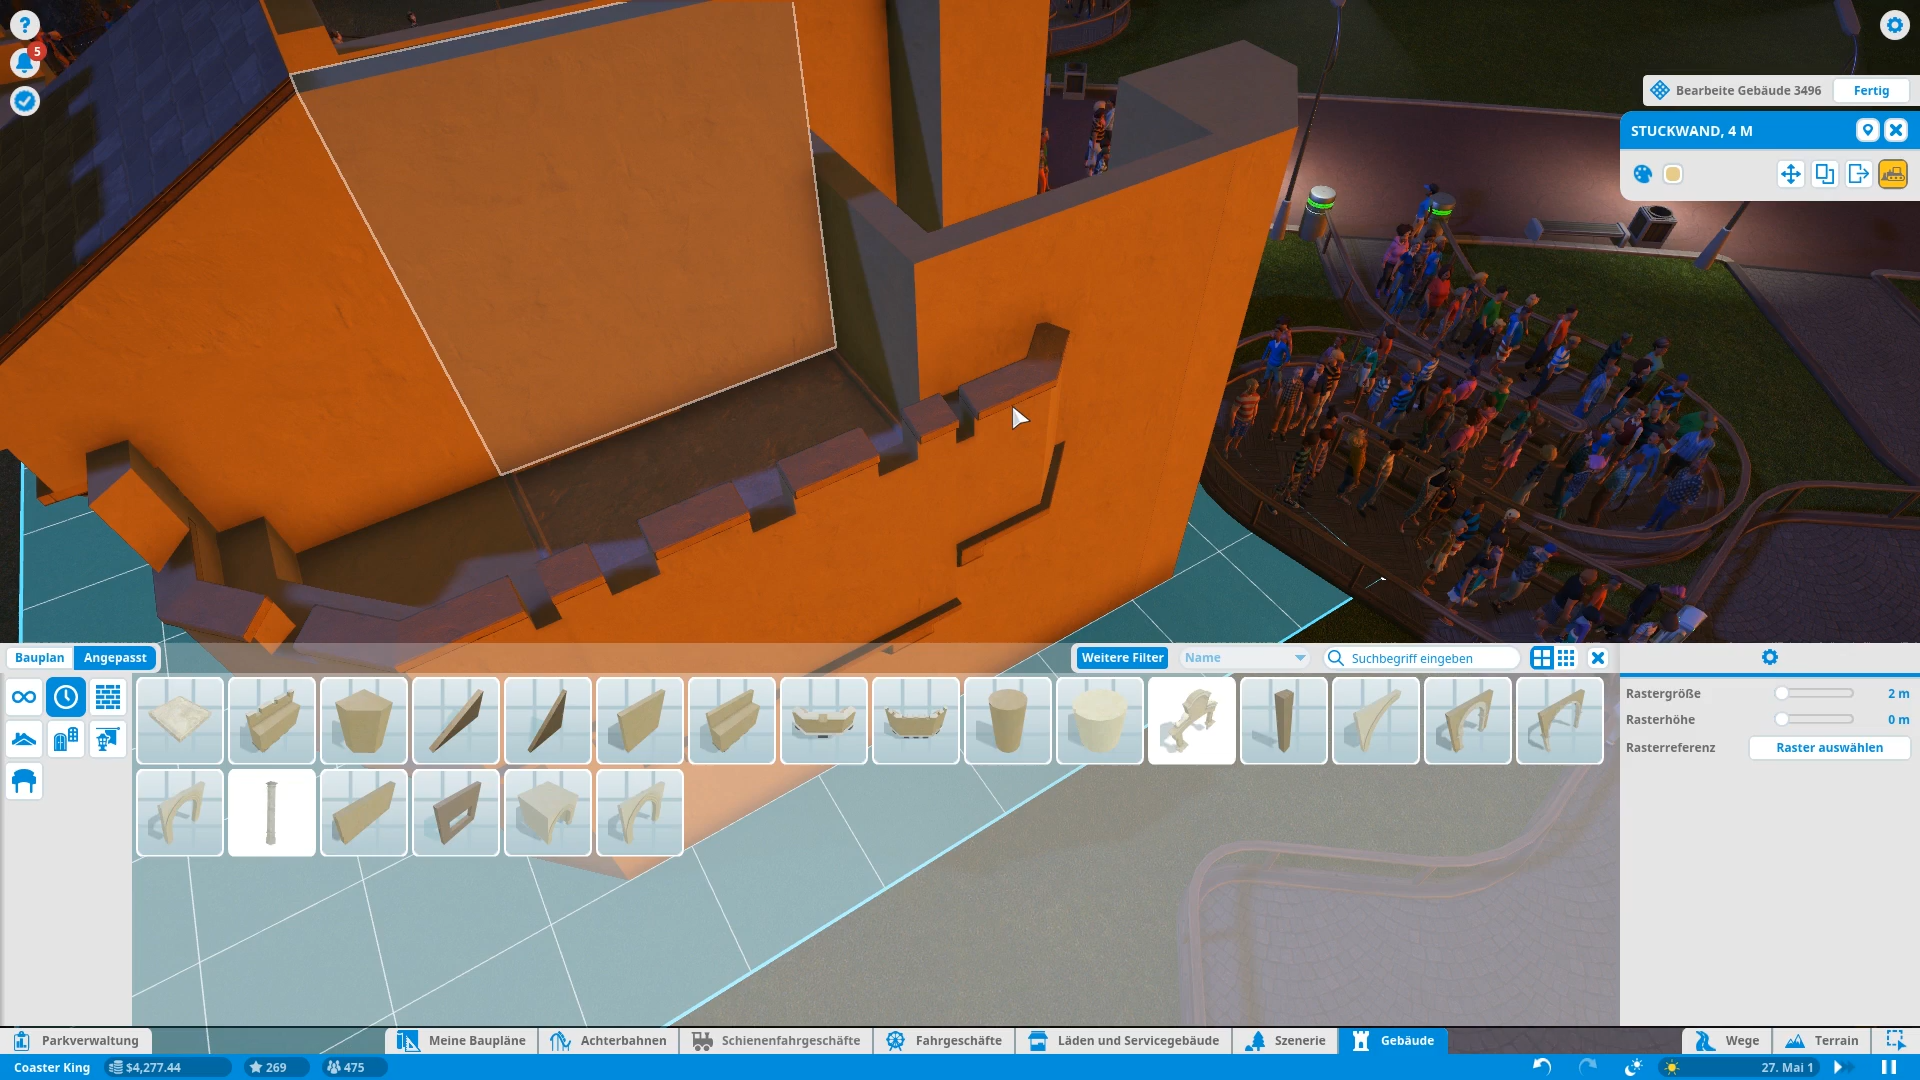 ?
5
Bearbeite Gebäude 3496 Fertig
STUCKWAND, 4 M
Bauplan Angepasst Weitere Filter Name Suchbegriff eingeben
Rastergröße 2 m
Rasterhöhe 0 m
Rasterreferenz Raster auswählen
Parkverwaltung Meine Baupläne Achterbahnen Schienenfahrgeschäfte Fahrgeschäfte Läden und Servicegebäude Szenerie Gebäude Wege Terrain
Coaster King $4,277.44 269 475 27. Mai 1